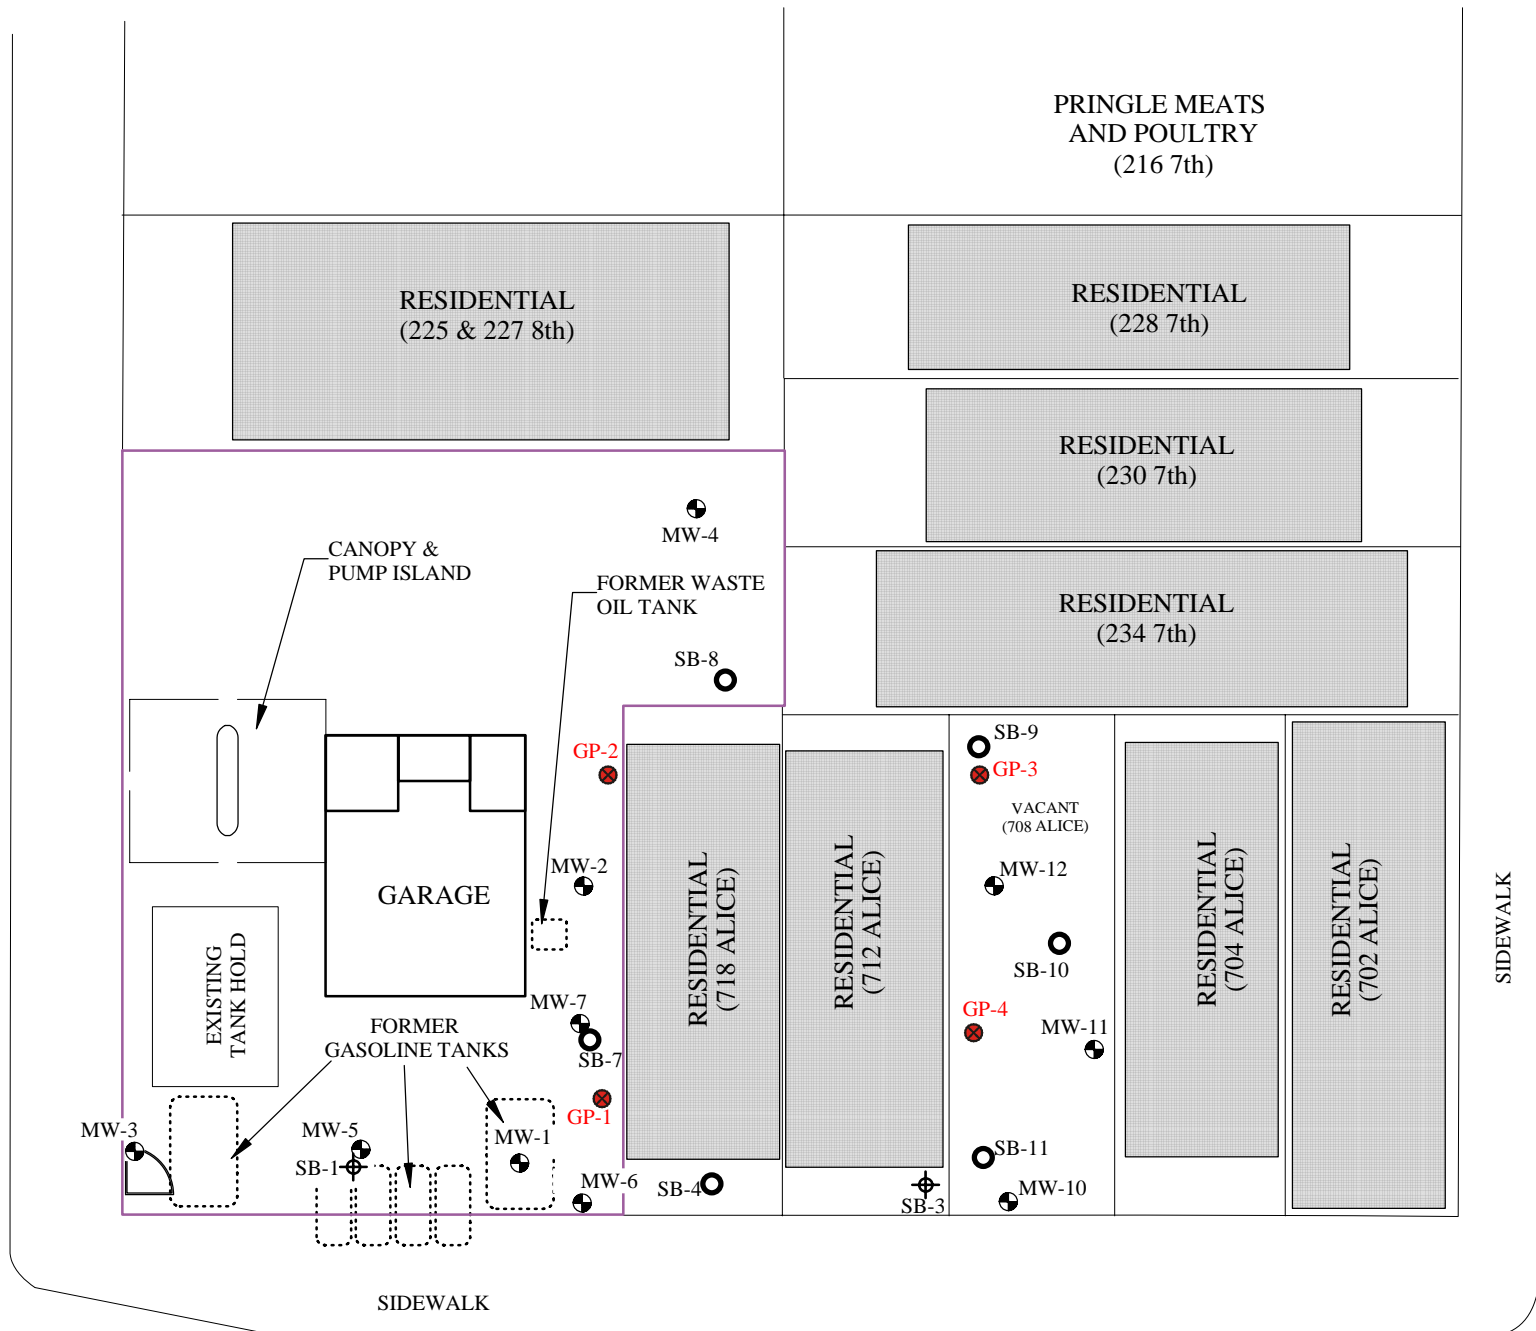 PRINGLE MEATS
AND POULTRY
(216 7th)
RESIDENTIAL
(225 & 227 8th)
RESIDENTIAL
(228 7th)
RESIDENTIAL
(230 7th)
MW-4
CANOPY &
PUMP ISLAND
FORMER WASTE
OIL TANK
RESIDENTIAL
(234 7th)
SB-8
GP-2
SB-9
GP-3
VACANT
(708 ALICE)
MW-2
MW-12
GARAGE
RESIDENTIAL
(718 ALICE)
RESIDENTIAL
(712 ALICE)
RESIDENTIAL
(704 ALICE)
RESIDENTIAL
(702 ALICE)
SIDEWALK
SB-10
EXISTING
TANK HOLD
MW-7
GP-4
MW-11
FORMER
GASOLINE TANKS
SB-7
GP-1
MW-3
MW-5
MW-1
SB-1
SB-11
MW-6
SB-4
SB-3
MW-10
SIDEWALK